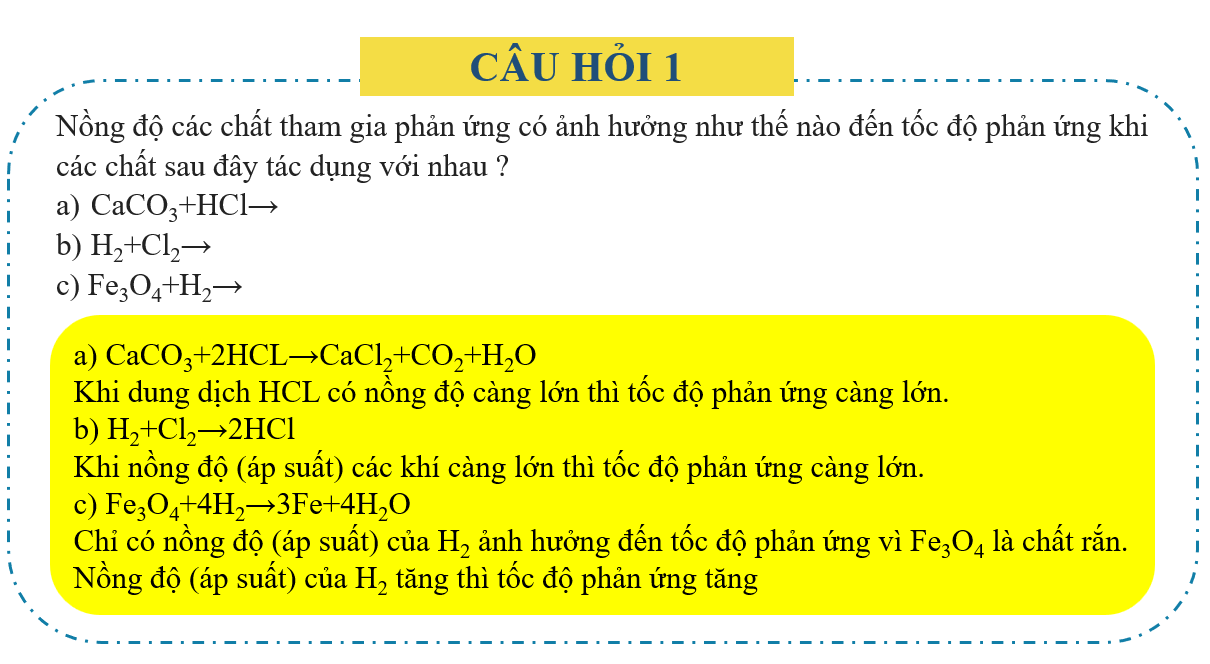 CÂU HỎI 1
Nồng độ các chất tham gia phản ứng có ảnh hưởng như thế nào đến tốc độ phản ứng khi
các chất sau đây tác dụng với nhau ?
a) CaCO₃+HCl→
b) H₂+Cl₂→
c) Fe₃O₄+H₂→
a) CaCO₃+2HCL→CaCl₂+CO₂+H₂O
Khi dung dịch HCL có nồng độ càng lớn thì tốc độ phản ứng càng lớn.
b) H₂+Cl₂→2HCl
Khi nồng độ (áp suất) các khí càng lớn thì tốc độ phản ứng càng lớn.
c) Fe₃O₄+4H₂→3Fe+4H₂O
Chỉ có nồng độ (áp suất) của H₂ ảnh hưởng đến tốc độ phản ứng vì Fe₃O₄ là chất rắn.
Nồng độ (áp suất) của H₂ tăng thì tốc độ phản ứng tăng